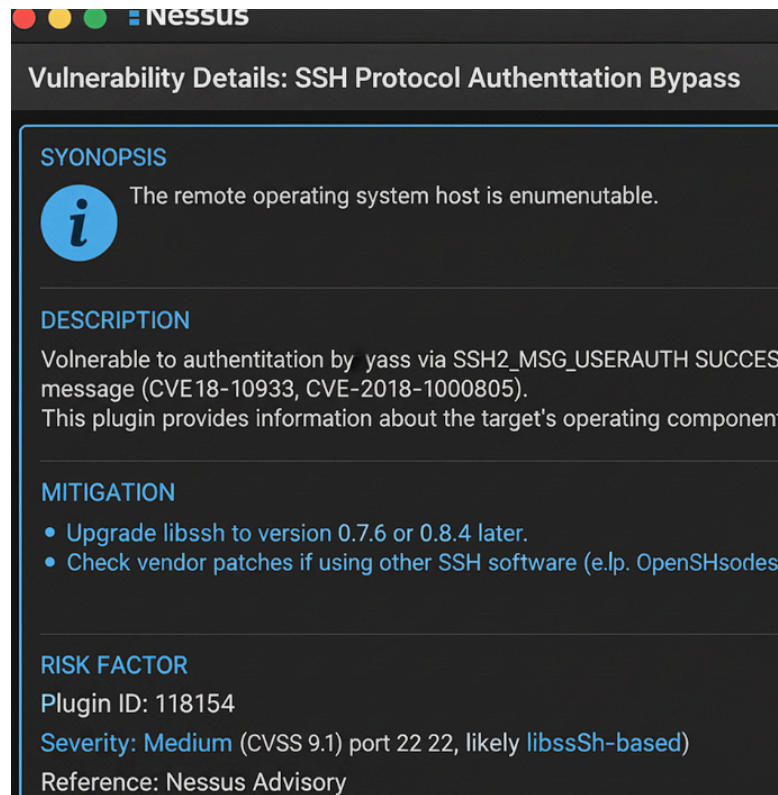 Nessus
Vulnerability Details: SSH Protocol Authenttation Bypass
SYONOPSIS
The remote operating system host is enumenutable.
DESCRIPTION
Volnerable to authentitation by yass via SSH2_MSG_USERAUTH SUCCES
message (CVE18-10933, CVE-2018-1000805).
This plugin provides information about the target's operating component
MITIGATION
• Upgrade libssh to version 0.7.6 or 0.8.4 later.
• Check vendor patches if using other SSH software (e.lp. OpenSHsodes
RISK FACTOR
Plugin ID: 118154
Severity: Medium (CVSS 9.1) port 22 22, likely libssSh-based)
Reference: Nessus Advisory